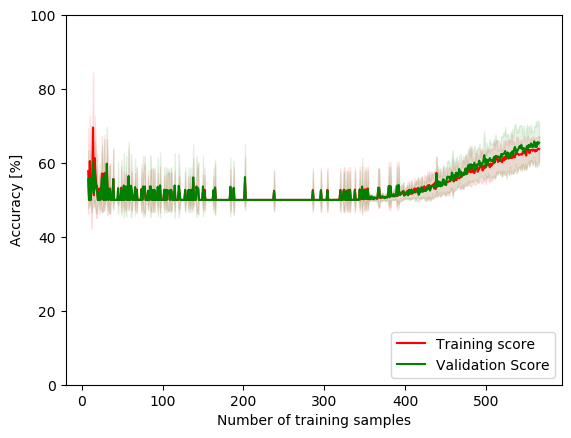 100
80
60
40
20
0
Accuracy [%]
0 100 200 300 400 500
Number of training samples
Training score
Validation Score